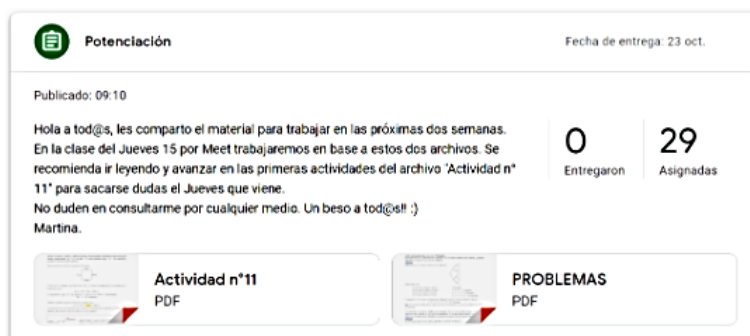 Potenciación
Fecha de entrega: 23 oct.
Publicado: 09:10
Hola a tod@s, les comparto el material para trabajar en las próximas dos semanas.
En la clase del Jueves 15 por Meet trabajaremos en base a estos dos archivos. Se
recomienda ir leyendo y avanzar en las primeras actividades del archivo "Actividad n°
11" para sacarse dudas el Jueves que viene.
No duden en consultarme por cualquier medio. Un beso a tod@s!! :)
Martina.
0
Entregaron
29
Asignadas
Actividad n°11
PDF
PROBLEMAS
PDF